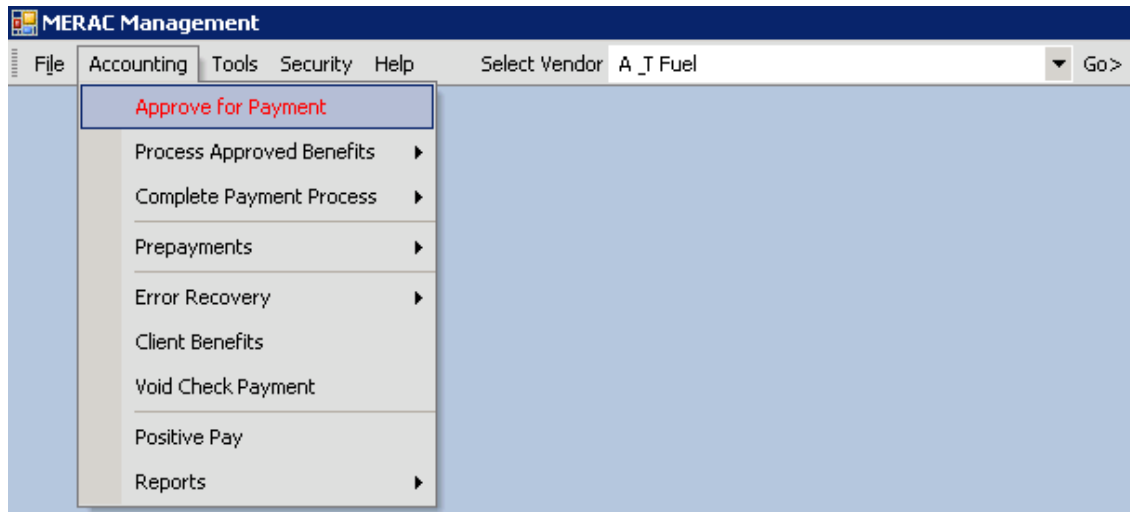 MERAC Management
File Accounting Tools Security Help Select Vendor A _T Fuel Go>
Approve for Payment
Process Approved Benefits
Complete Payment Process
Prepayments
Error Recovery
Client Benefits
Void Check Payment
Positive Pay
Reports